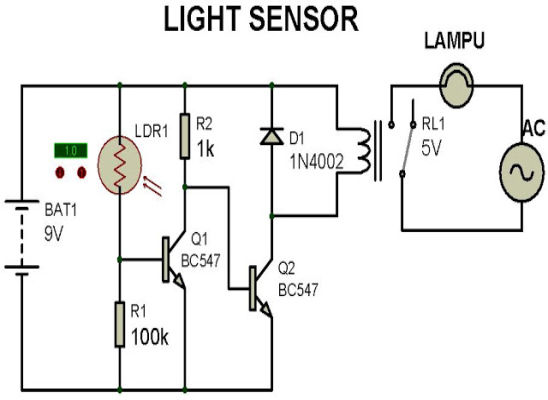 LIGHT SENSOR
LAMPU
LDR1
1.0
R2
1k
D1
1N4002
RL1
5V
AC
BAT1
9V
Q1
BC547
Q2
BC547
R1
100k